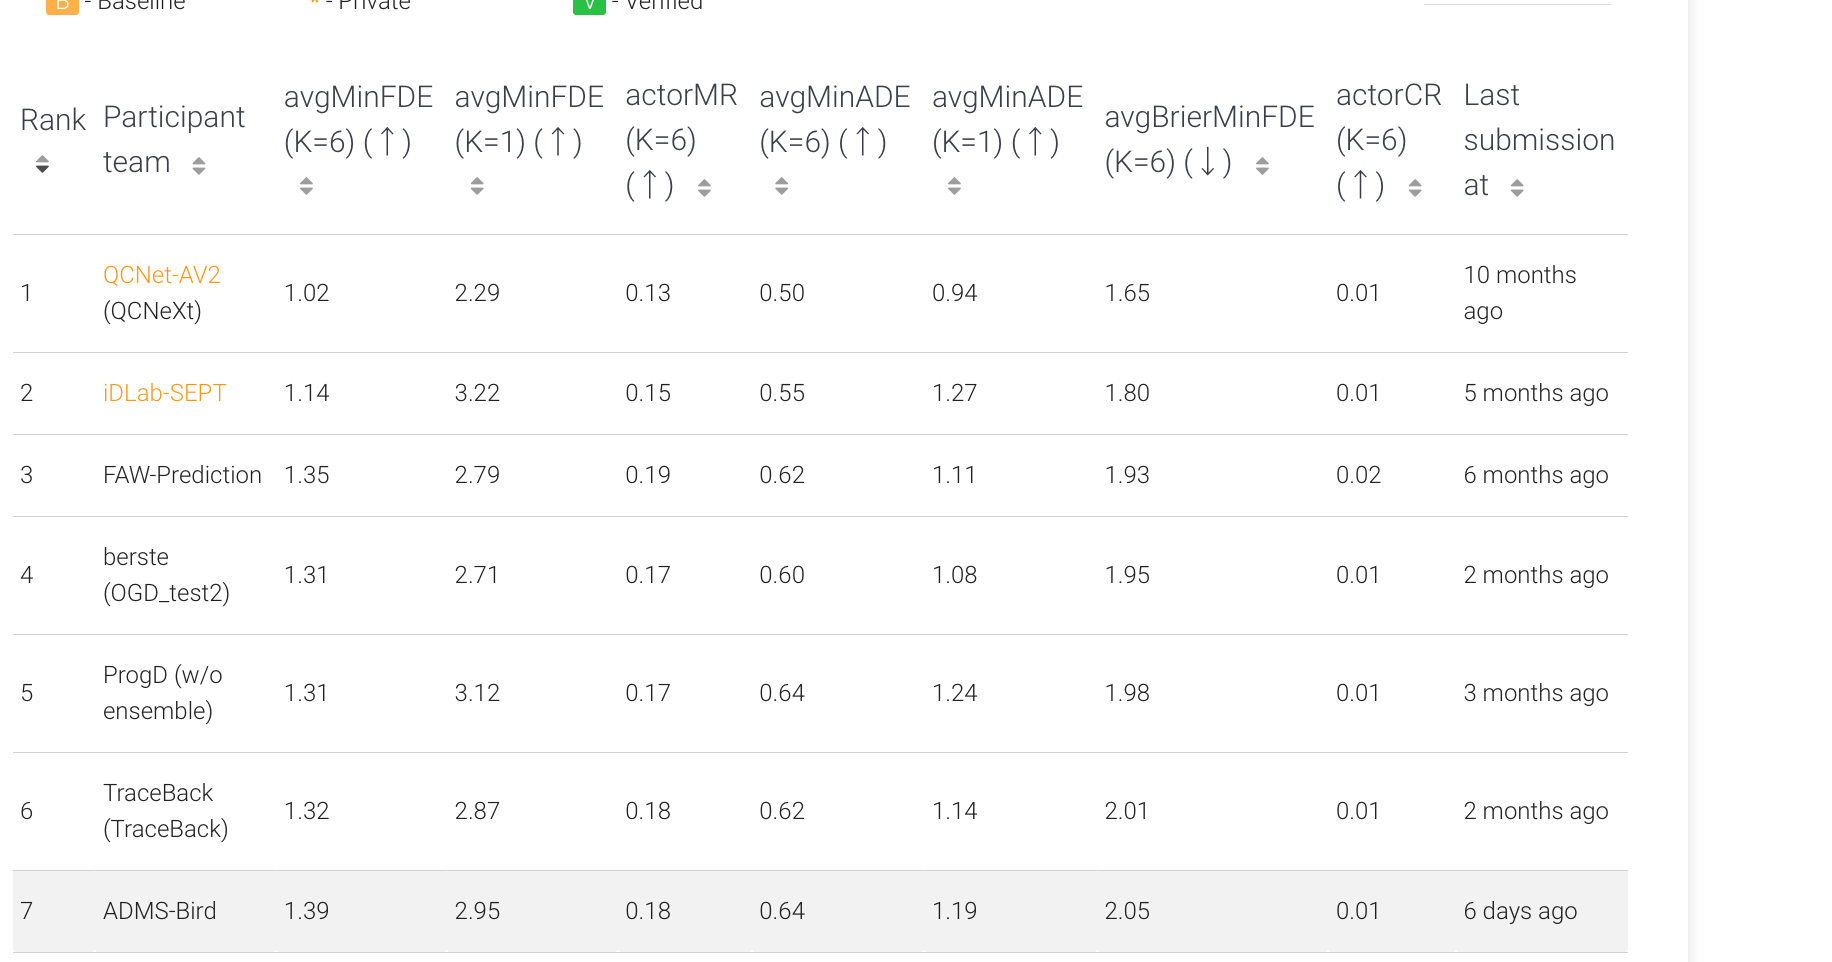 B - Baseline * - Private V - Verified
Rank Participant team avgMinFDE (K=6) (↑) avgMinFDE (K=1) (↑) actorMR (K=6) (↑) avgMinADE (K=6) (↑) avgMinADE (K=1) (↑) avgBrierMinFDE (K=6) (↓) actorCR (K=6) (↑) Last submission at
1 QCNet-AV2 (QCNeXt) 1.02 2.29 0.13 0.50 0.94 1.65 0.01 10 months ago
2 iDLab-SEPT 1.14 3.22 0.15 0.55 1.27 1.80 0.01 5 months ago
3 FAW-Prediction 1.35 2.79 0.19 0.62 1.11 1.93 0.02 6 months ago
4 berste (OGD_test2) 1.31 2.71 0.17 0.60 1.08 1.95 0.01 2 months ago
5 ProgD (w/o ensemble) 1.31 3.12 0.17 0.64 1.24 1.98 0.01 3 months ago
6 TraceBack (TraceBack) 1.32 2.87 0.18 0.62 1.14 2.01 0.01 2 months ago
7 ADMS-Bird 1.39 2.95 0.18 0.64 1.19 2.05 0.01 6 days ago